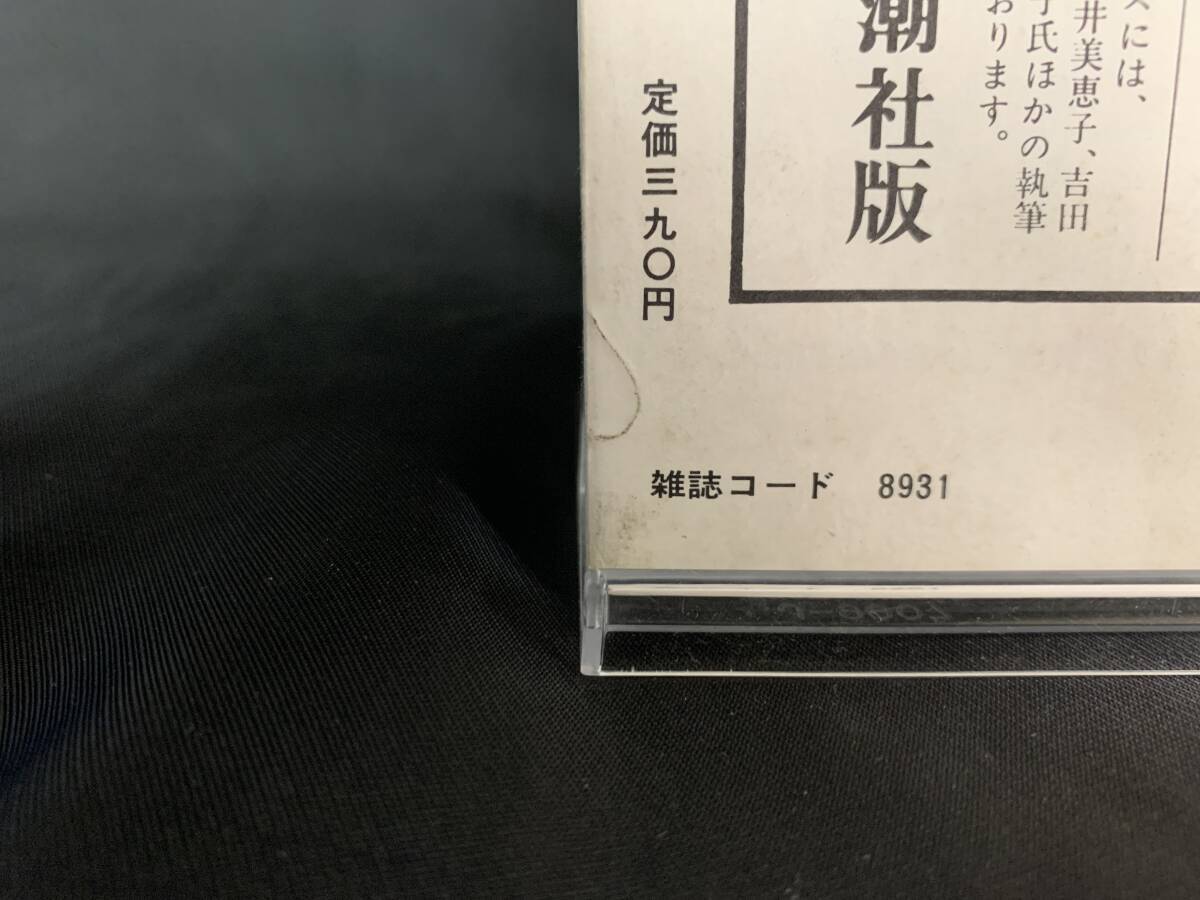 スには、
井美恵子、吉田
子氏ほかの執筆
おります。
潮社版
定価三九〇円
雑誌コード 8931